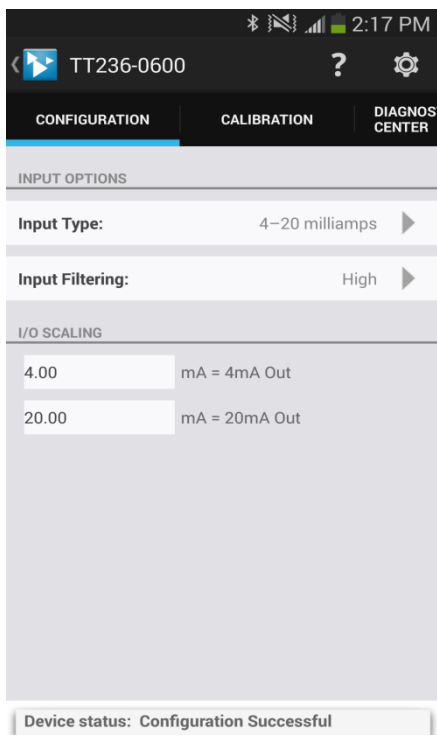 2:17 PM
TT236-0600 ?
CONFIGURATION CALIBRATION DIAGNOS
CENTER
INPUT OPTIONS
Input Type: 4–20 milliamps
Input Filtering: High
I/O SCALING
4.00 mA = 4mA Out
20.00 mA = 20mA Out
Device status: Configuration Successful